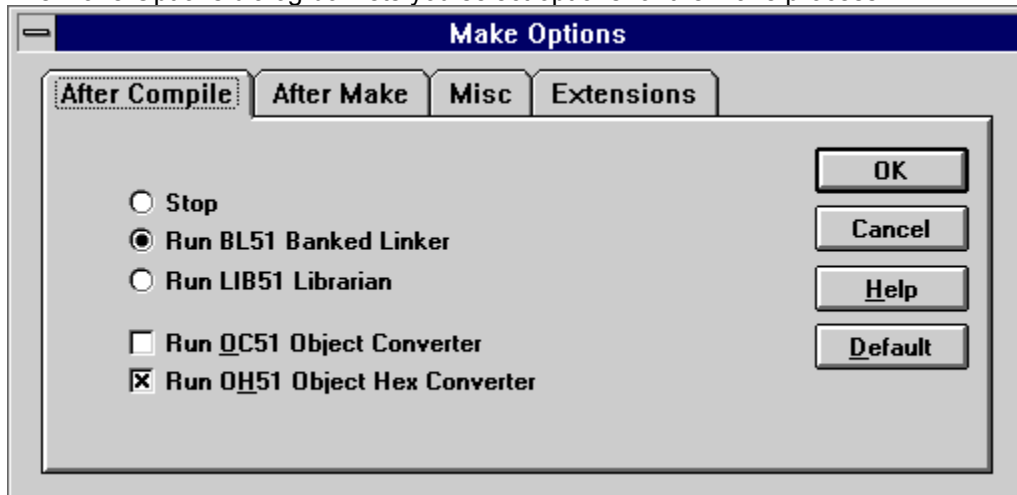 Make Options
After Compile
After Make
Misc
Extensions
Stop
Run BL51 Banked Linker
Run LIB51 Librarian
Run OC51 Object Converter
Run OH51 Object Hex Converter
OK
Cancel
Help
Default